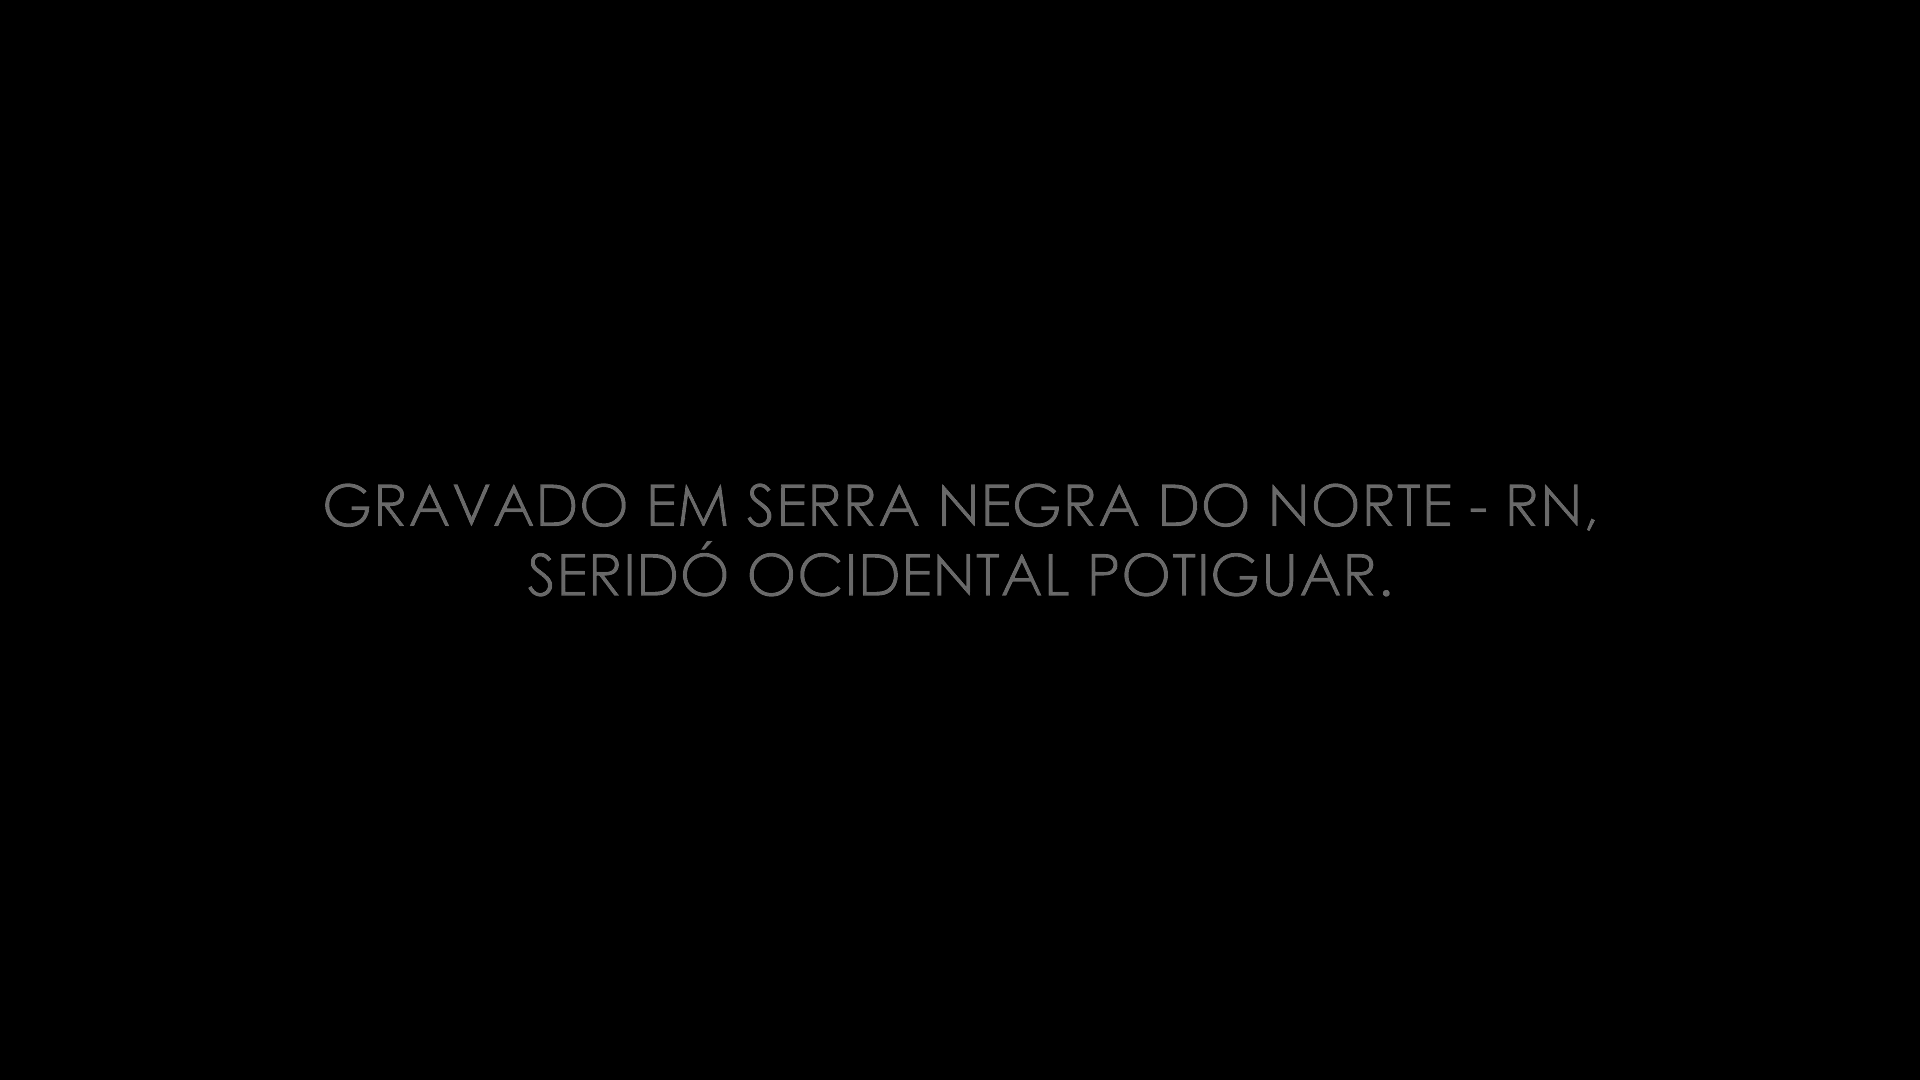 GRAVADO EM SERRA NEGRA DO NORTE - RN,
SERIDÓ OCIDENTAL POTIGUAR.